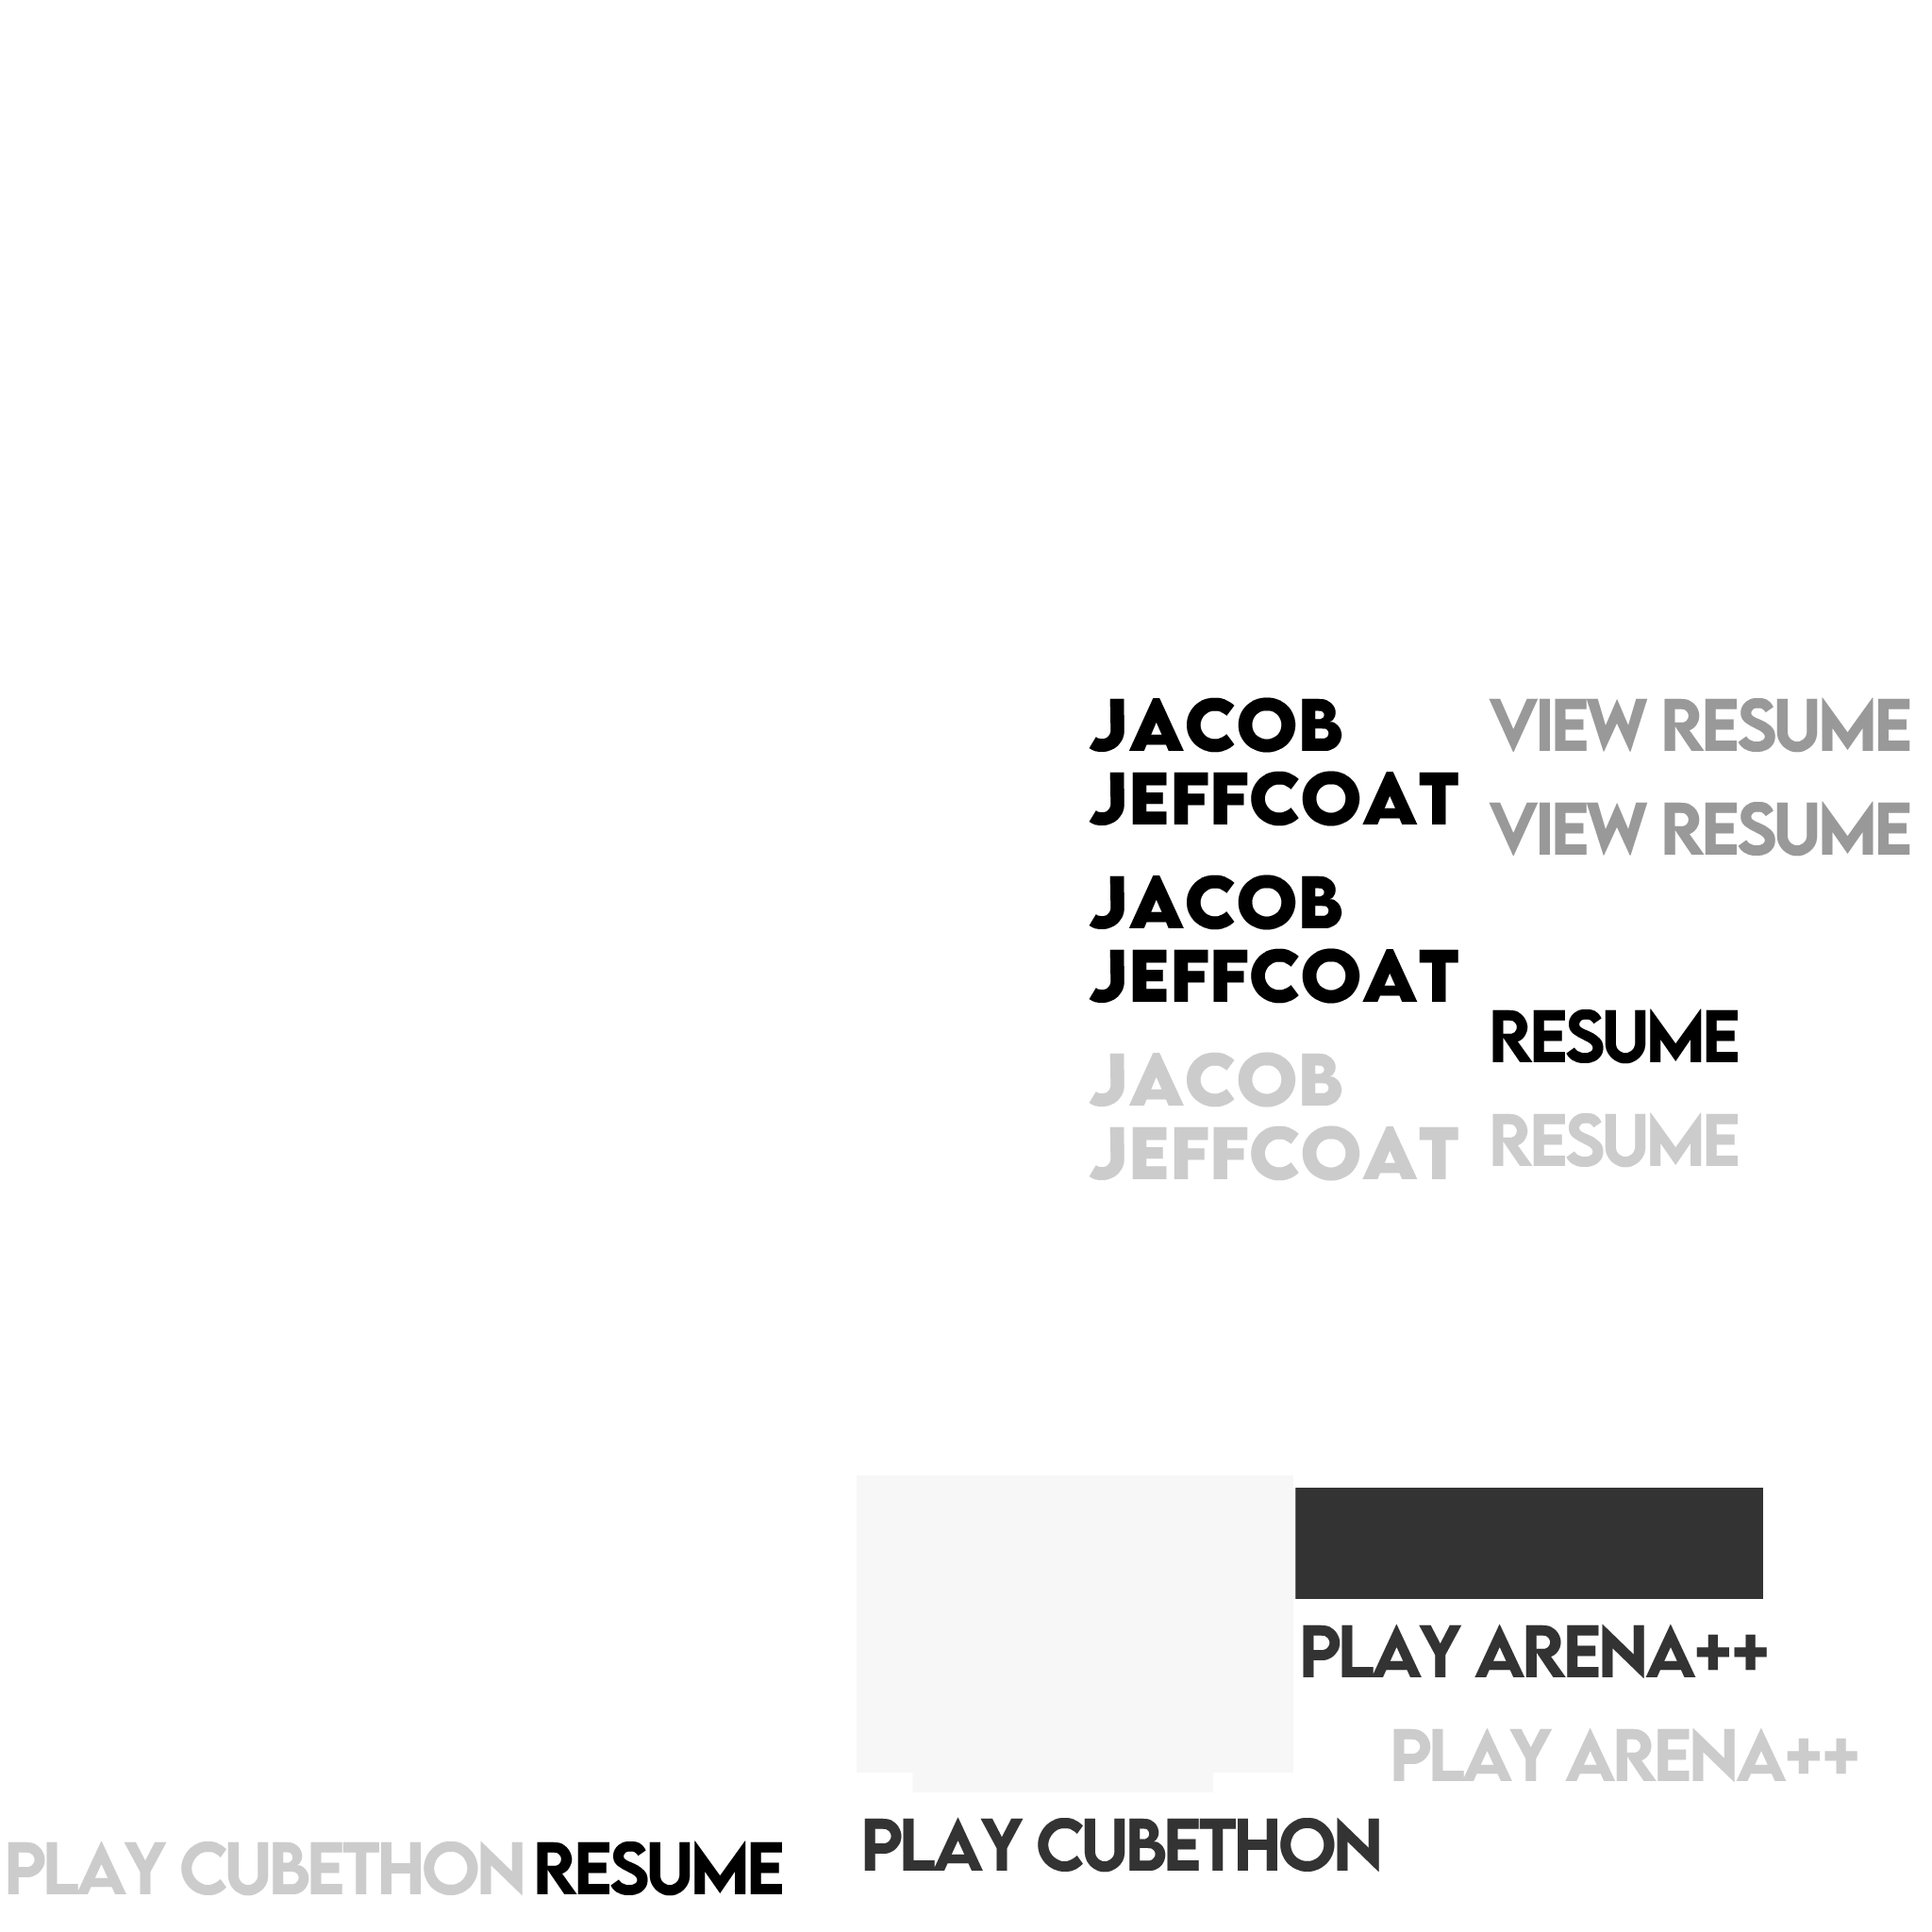 JACOB
JEFFCOAT
VIEW RESUME
VIEW RESUME
JACOB
JEFFCOAT
RESUME
JACOB
JEFFCOAT
RESUME
PLAY ARENA++
PLAY ARENA++
PLAY CUBETHON
PLAY CUBETHON
RESUME